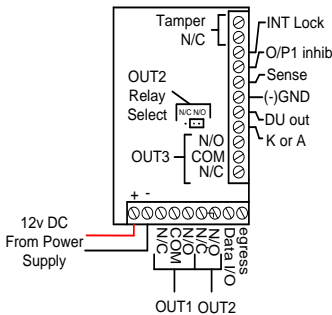 Tamper
N/C
INT Lock
O/P1 inhib
Sense
(-)GND
DU out
K or A
OUT2
Relay
Select
N/C N/O
OUT3
N/O
COM
N/C
+ -
12v DC
From Power
Supply
N/C
COM
N/O
N/C
N/O
Data I/O
egress
OUT1 OUT2